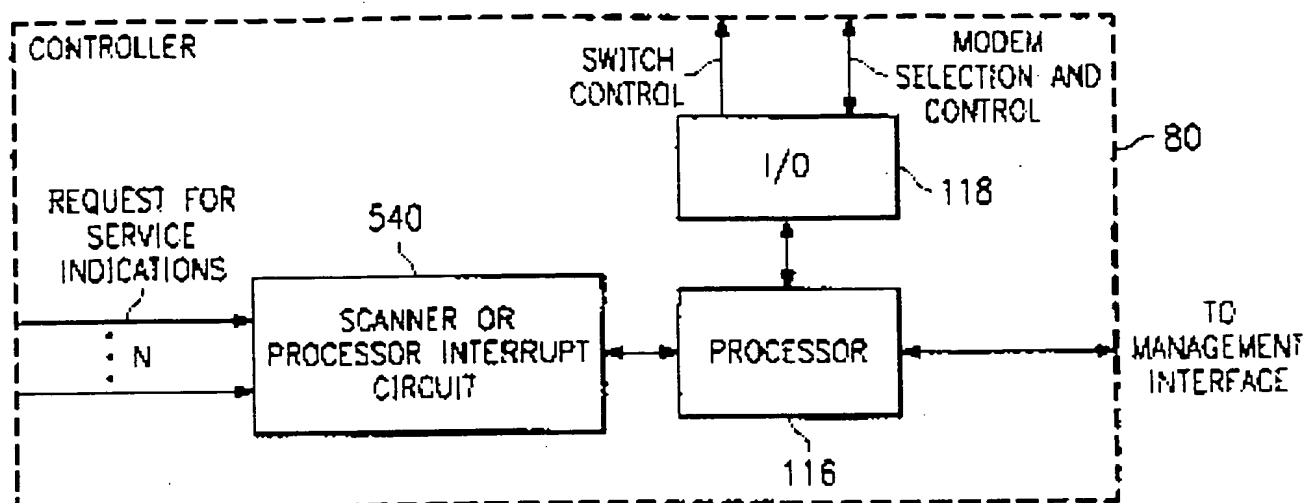 CONTROLLER
SWITCH
CONTROL
MODEM
SELECTION AND
CONTROL
80
I/O
118
REQUEST FOR
SERVICE
INDICATIONS
540
N
SCANNER OR
PROCESSOR INTERRUPT
CIRCUIT
PROCESSOR
116
TO
MANAGEMENT
INTERFACE